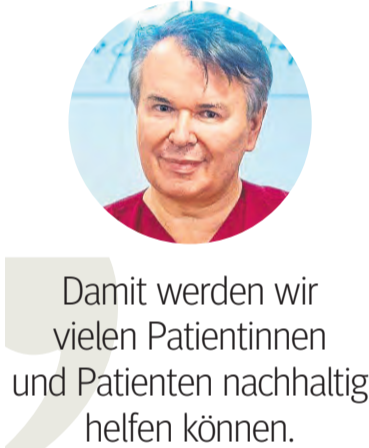 Damit werden wir
vielen Patientinnen
und Patienten nachhaltig
helfen können.